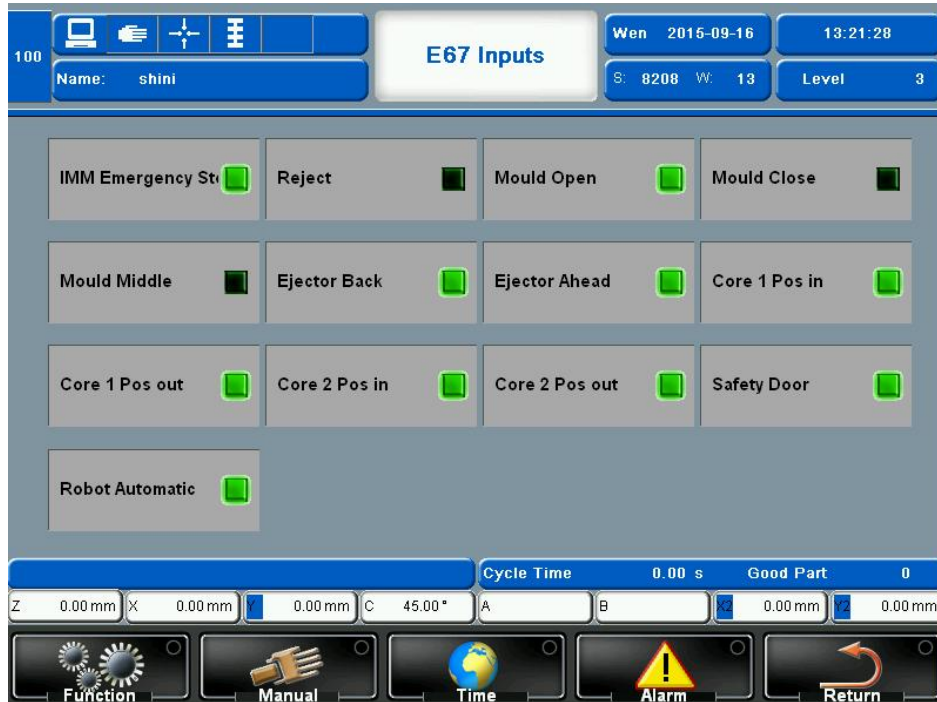 100
E67 Inputs
Wen 2015-09-16 13:21:28
Name: shini
S: 8208 W: 13 Level 3
IMM Emergency Sto Reject Mould Open Mould Close
Mould Middle Ejector Back Ejector Ahead Core 1 Pos in
Core 1 Pos out Core 2 Pos in Core 2 Pos out Safety Door
Robot Automatic
Cycle Time 0.00 s Good Part 0
Z 0.00 mm X 0.00 mm Y 0.00 mm C 45.00° A B X2 0.00 mm Y2 0.00 mm
Function Manual Time Alarm Return